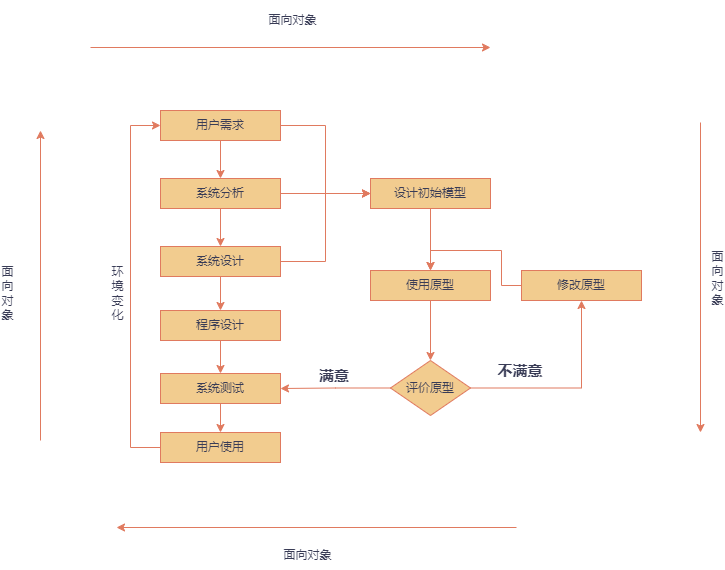 面向对象
用户需求
系统分析
设计初始模型
面向对象
环境变化
系统设计
面向对象
使用原型
修改原型
程序设计
满意
不满意
系统测试
评价原型
用户使用
面向对象